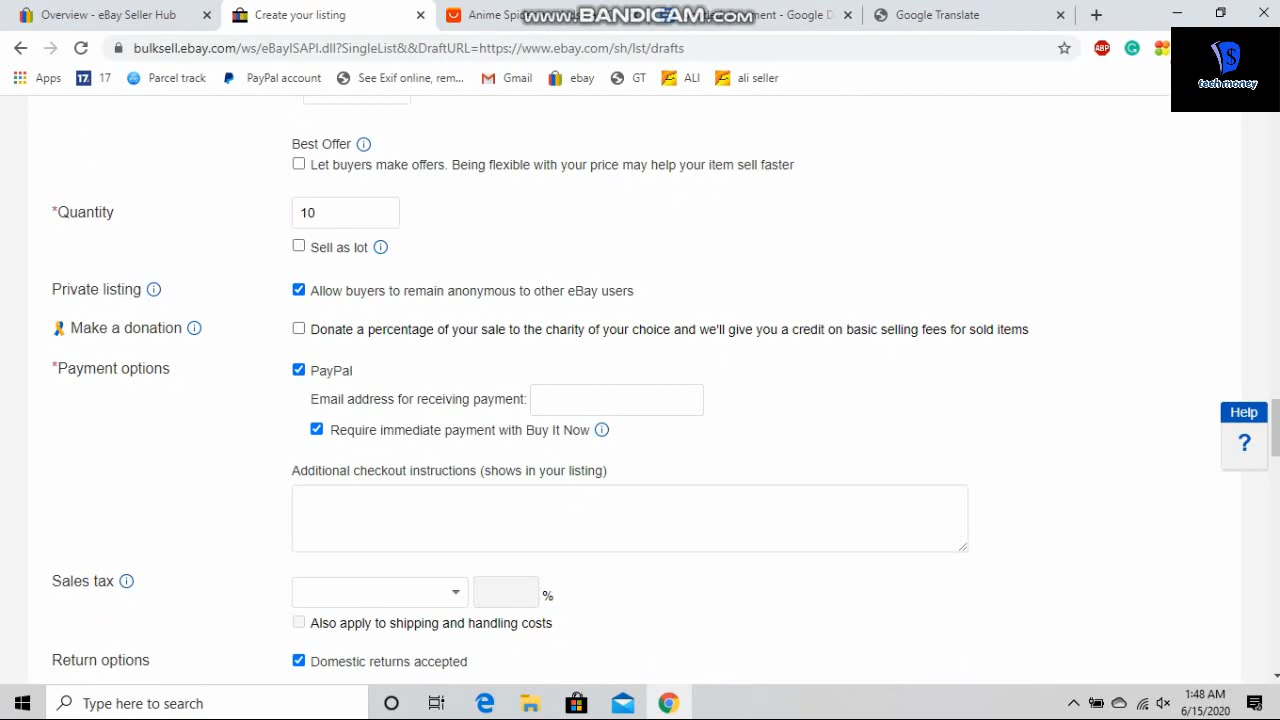 Overview - eBay Seller Hub
Create your listing
Anime Spi
www.BANDICAM.com
ment - Google D
Google Translate
bulksell.ebay.com/ws/eBayISAPI.dll?SingleList&&DraftURL=https://www.ebay.com/sh/lst/drafts
ABP
Apps
17
17
Parcel track
PayPal account
See Exif online, rem...
Gmail
ebay
GT
ALI
ali seller
tech money
Best Offer
Let buyers make offers. Being flexible with your price may help your item sell faster
*Quantity
10
Sell as lot
Private listing
Allow buyers to remain anonymous to other eBay users
Make a donation
Donate a percentage of your sale to the charity of your choice and we'll give you a credit on basic selling fees for sold items
*Payment options
PayPal
Email address for receiving payment:
Require immediate payment with Buy It Now
Help
?
Additional checkout instructions (shows in your listing)
Sales tax
%
Also apply to shipping and handling costs
Return options
Domestic returns accepted
Type here to search
1:48 AM
6/15/2020